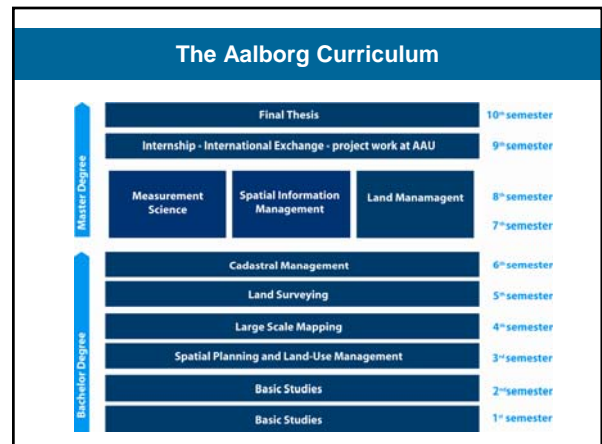 The Aalborg Curriculum
Final Thesis
10th semester
Internship - International Exchange - project work at AAU
9th semester
Measurement
Science
Spatial Information
Management
Land Manamagent
8th semester
7th semester
Master Degree
Cadastral Management
6th semester
Land Surveying
5th semester
Large Scale Mapping
4th semester
Spatial Planning and Land-Use Management
3rd semester
Basic Studies
2nd semester
Basic Studies
1st semester
Bachelor Degree